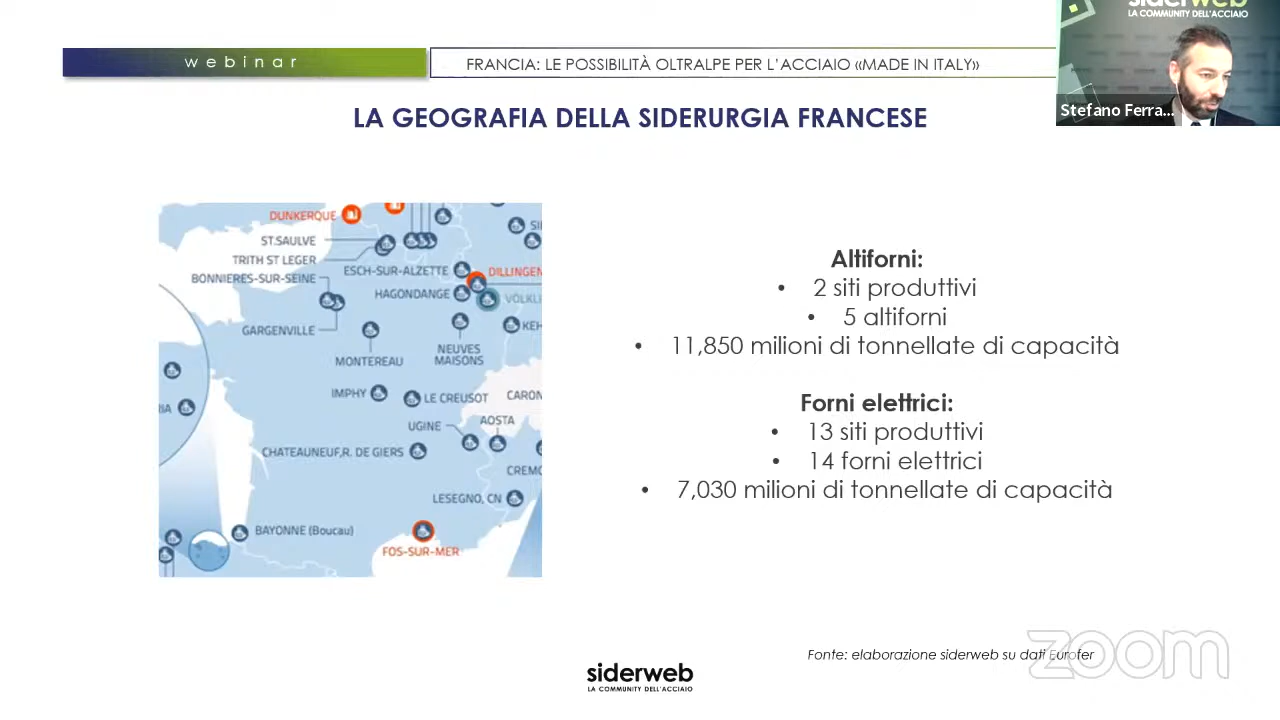 siderweb
LA COMMUNITY DELL'ACCIAIO
webinar
FRANCIA: LE POSSIBILITÀ OLTRALPE PER L'ACCIAIO «MADE IN ITALY»
Stefano Ferra...
LA GEOGRAFIA DELLA SIDERURGIA FRANCESE
DUNKERQUE
ST.SAULVE
TRITH ST LEGER
BONNIERES-SUR-SEINE
ESCH-SUR-ALZETTE
DILLINGEN
HAGONDANGE
GARGENVILLE
MONTEREAU
NEUVES
MAISONS
IMPHY
LE CREUSOT
UGINE
AOSTA
CHATEAUNEUF,R. DE GIERS
LESEGNO, CN
BAYONNE (Boucau)
FOS-SUR-MER
Altiforni:
• 2 siti produttivi
• 5 altiforni
• 11,850 milioni di tonnellate di capacità
Forni elettrici:
• 13 siti produttivi
• 14 forni elettrici
• 7,030 milioni di tonnellate di capacità
Fonte: elaborazione siderweb su dati Eurofer
zoom
siderweb
LA COMMUNITY DELL'ACCIAIO